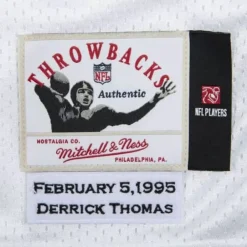 THROWBACKS
NFL
Authentic
NFL PLAYERS
NOSTALGIA CO.
Mitchell & Ness
PHILADELPHIA, PA.
FEBRUARY 5,1995
DERRICK THOMAS